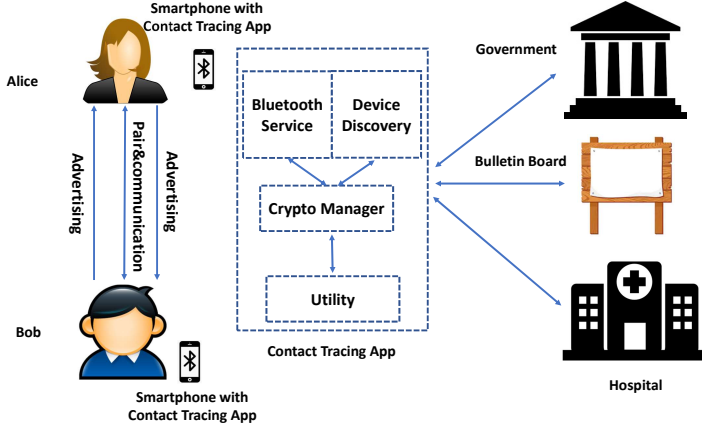 Smartphone with
Contact Tracing App
Alice
Advertising
Pair&communication
Advertising
Bob
Smartphone with
Contact Tracing App
Bluetooth
Service
Device
Discovery
Crypto Manager
Utility
Contact Tracing App
Government
Bulletin Board
Hospital